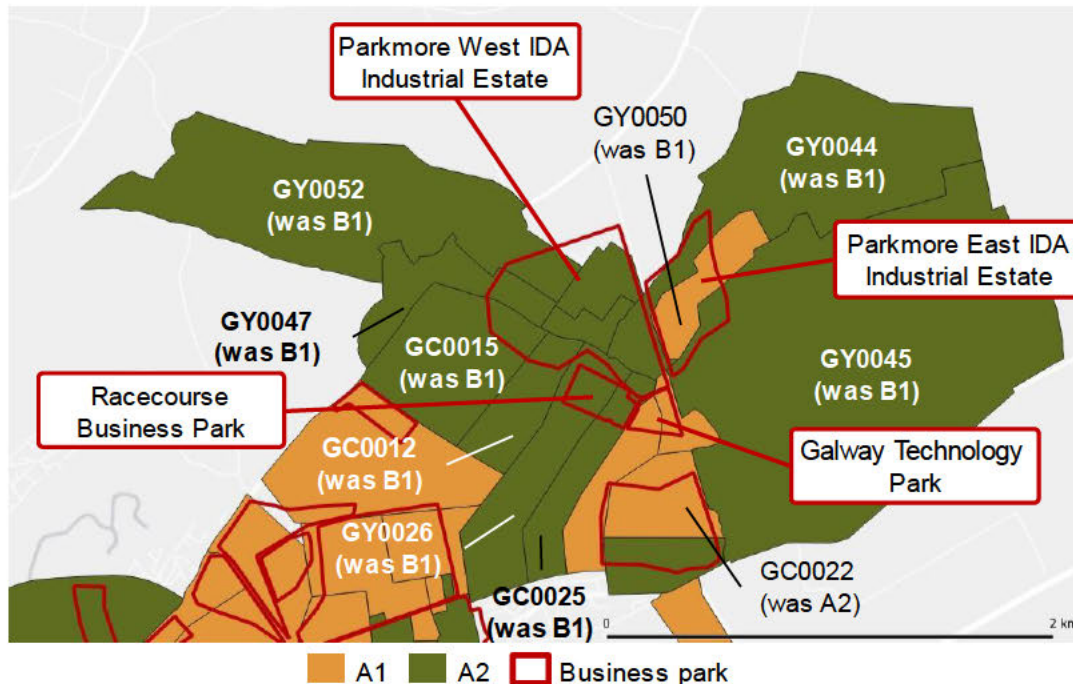 Parkmore West IDA
Industrial Estate
GY0050
(was B1)
GY0044
(was B1)
GY0052
(was B1)
Parkmore East IDA
Industrial Estate
GY0047
(was B1)
GC0015
(was B1)
GY0045
(was B1)
Racecourse
Business Park
GC0012
(was B1)
Galway Technology
Park
GY0026
(was B1)
GC0022
(was A2)
GC0025
(was B1)
0
2 km
A1
A2
Business park